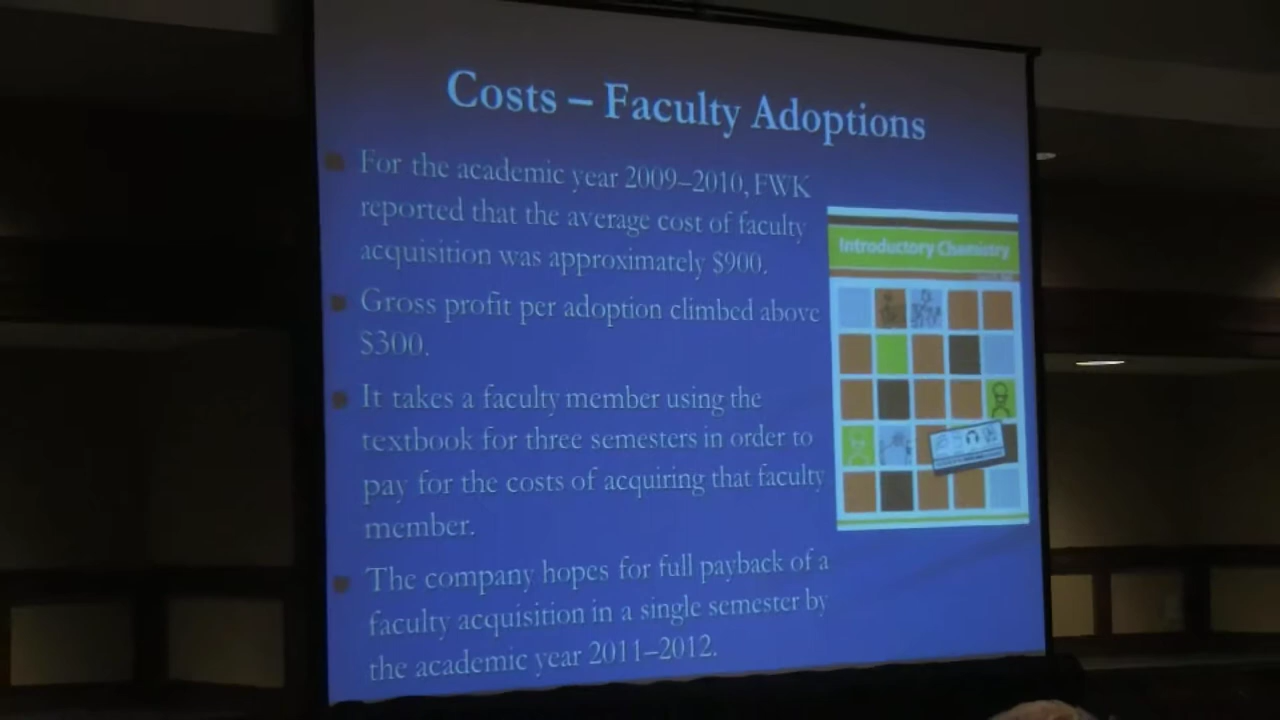 Costs – Faculty Adoptions
For the academic year 2009–2010, FWK
reported that the average cost of faculty
acquisition was approximately $900.
Gross profit per adoption climbed above
$300.
It takes a faculty member using the
textbook for three semesters in order to
pay for the costs of acquiring that faculty
member.
The company hopes for full payback of a
faculty acquisition in a single semester by
the academic year 2011–2012.
Introductory Chemistry